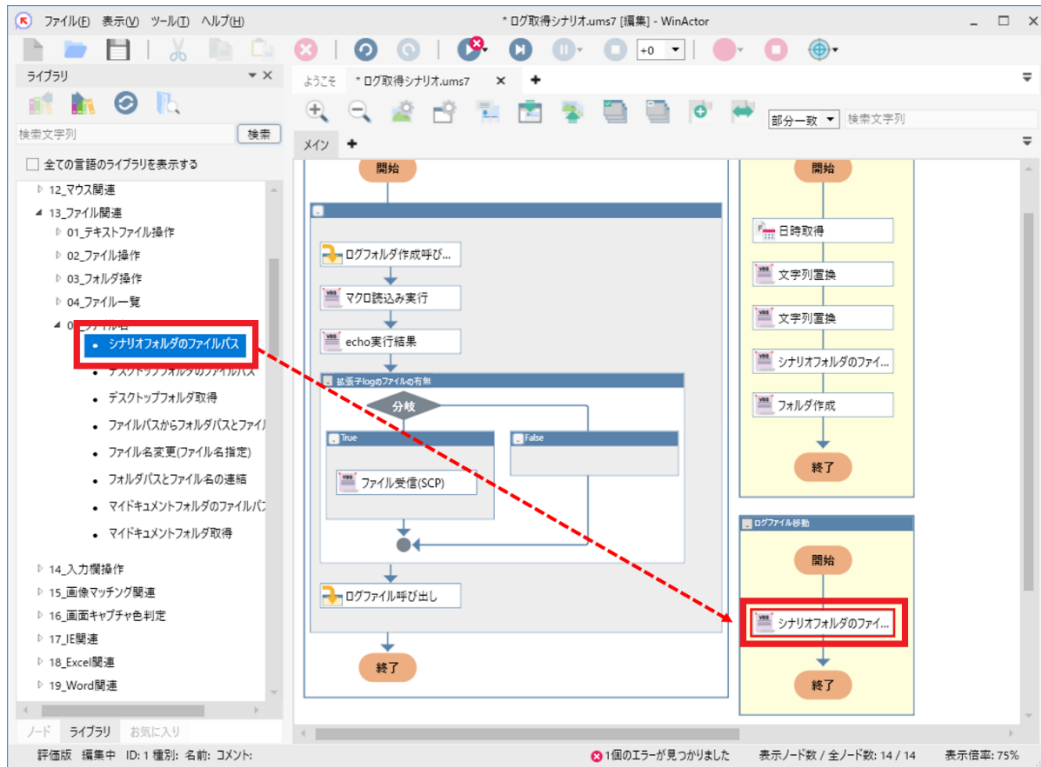 ファイル(F) 表示(V) ツール(T) ヘルプ(H)
* ログ取得シナリオ.ums7 [編集] - WinActor
+0
ライブラリ
ようこそ
* ログ取得シナリオ.ums7
検索文字列
検索
部分一致
検索文字列
全ての言語のライブラリを表示する
メイン
12_マウス関連
13_ファイル関連
01_テキストファイル操作
02_ファイル操作
03_フォルダ操作
04_ファイル一覧
シナリオフォルダのファイルパス
デスクトップフォルダのファイルパス
デスクトップフォルダ取得
ファイルパスからフォルダパスとファイル
ファイル名変更(ファイル名指定)
フォルダパスとファイル名の連結
マイドキュメントフォルダのファイルパス
マイドキュメントフォルダ取得
14_入力欄操作
15_画像マッチング関連
16_画面キャプチャ色判定
17_IE関連
18_Excel関連
19_Word関連
ノード
ライブラリ
お気に入り
開始
ログフォルダ作成呼び...
マクロ読込み実行
echo実行結果
拡張子logのファイルの有無
分岐
True
False
ファイル受信(SCP)
ログファイル呼び出し
終了
開始
日時取得
文字列置換
文字列置換
シナリオフォルダのファイ...
フォルダ作成
終了
ログファイル移動
開始
シナリオフォルダのファイ...
終了
評価版 編集中 ID: 1 種別: 名前: コメント:
1個のエラーが見つかりました
表示ノード数 / 全ノード数: 14 / 14
表示倍率: 75%